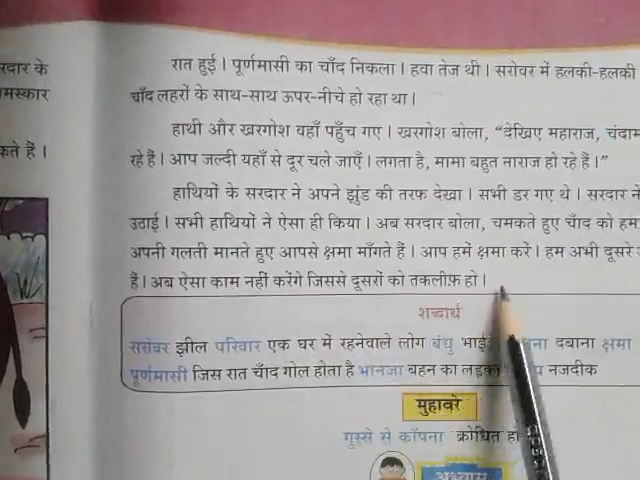 रदार के
मस्कार
कते हैं।
रात हुई। पूर्णमासी का चाँद निकला। हवा तेज थी। सरोवर में हलकी-हलकी
चाँद लहरों के साथ-साथ ऊपर-नीचे हो रहा था।
हाथी और खरगोश वहाँ पहुँच गए। खरगोश बोला, “देखिए महाराज, चंदाम
रहे हैं। आप जल्दी यहाँ से दूर चले जाएँ। लगता है, मामा बहुत नाराज हो रहे हैं।”
हाथियों के सरदार ने अपने झुंड की तरफ देखा। सभी डर गए थे। सरदार ने
उठाई। सभी हाथियों ने ऐसा ही किया। अब सरदार बोला, चमकते हुए चाँद को हम
अपनी गलती मानते हुए आपसे क्षमा माँगते हैं। आप हमें क्षमा करें। हम अभी दूसरे
हैं। अब ऐसा काम नहीं करेंगे जिससे दूसरों को तकलीफ़ हो।
शब्दार्थ
सरोवर झील परिवार एक घर में रहनेवाले लोग बंधु भाई दबाना क्षमा
पूर्णमासी जिस रात चाँद गोल होता है भानजा बहन का लड़का नजदीक
मुहावरे
गुस्से से काँपना क्रोधित हो
अभ्यास